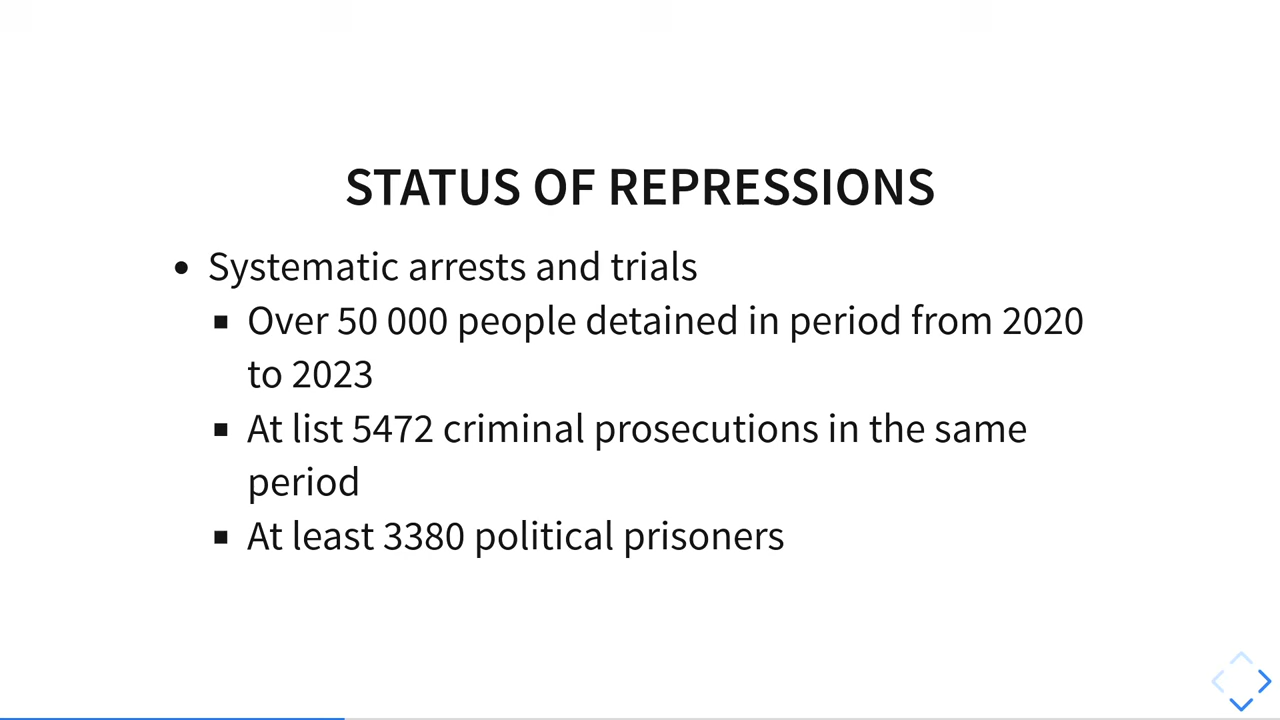 STATUS OF REPRESSIONS
• Systematic arrests and trials
▪ Over 50 000 people detained in period from 2020
to 2023
▪ At list 5472 criminal prosecutions in the same
period
▪ At least 3380 political prisoners